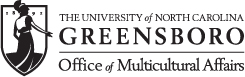 THE UNIVERSITY of NORTH CAROLINA
GREENSBORO
Office of Multicultural Affairs